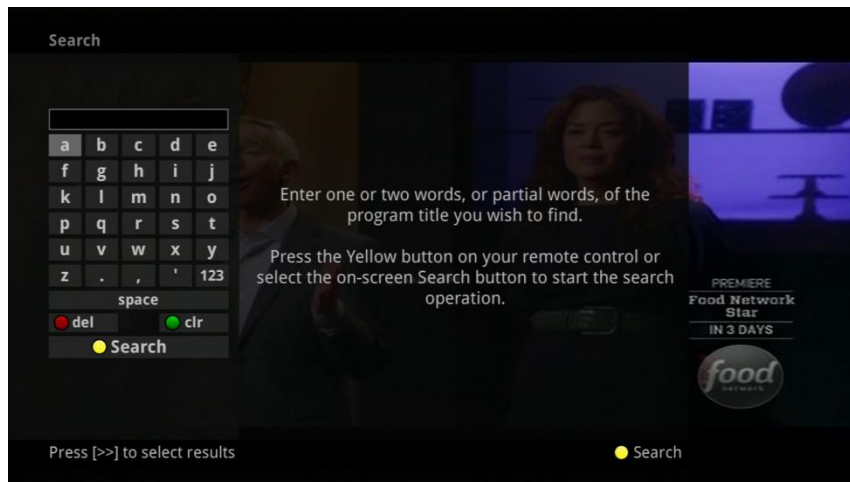 Search
a b c d e
f g h i j
k l m n o
p q r s t
u v w x y
z . , ' 123
space
del clr
Search
Enter one or two words, or partial words, of the
program title you wish to find.
Press the Yellow button on your remote control or
select the on-screen Search button to start the search
operation.
PREMIERE
Food Network
Star
IN 3 DAYS
food
network
Press [>>] to select results
Search